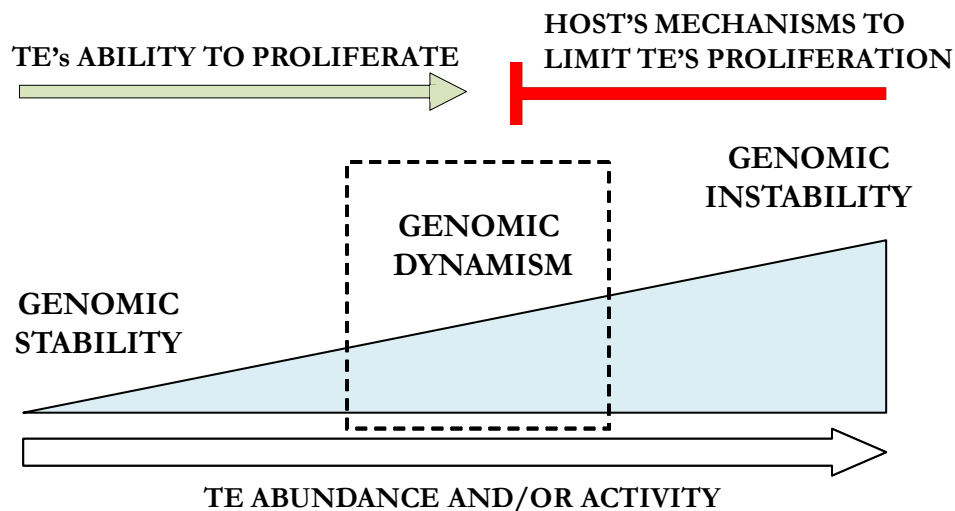 TE's ABILITY TO PROLIFERATE
HOST'S MECHANISMS TO
LIMIT TE'S PROLIFERATION
GENOMIC
INSTABILITY
GENOMIC
DYNAMISM
GENOMIC
STABILITY
TE ABUNDANCE AND/OR ACTIVITY